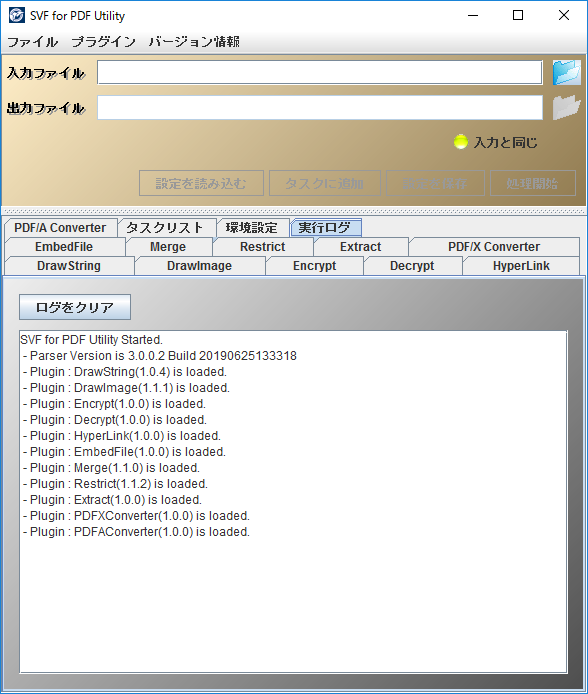 SVF for PDF Utility
ファイル プラグイン バージョン情報
入力ファイル
出力ファイル
入力と同じ
設定を読み込む タスクに追加 処理開始
PDF/A Converter タスクリスト 環境設定 実行ログ
EmbedFile Merge Restrict Extract PDF/X Converter
DrawString DrawImage Encrypt Decrypt HyperLink
ログをクリア
SVF for PDF Utility Started.
- Parser Version is 3.0.0.2 Build 20190625133318
- Plugin : DrawString(1.0.4) is loaded.
- Plugin : DrawImage(1.1.1) is loaded.
- Plugin : Encrypt(1.0.0) is loaded.
- Plugin : Decrypt(1.0.0) is loaded.
- Plugin : HyperLink(1.0.0) is loaded.
- Plugin : EmbedFile(1.0.0) is loaded.
- Plugin : Merge(1.1.0) is loaded.
- Plugin : Restrict(1.1.2) is loaded.
- Plugin : Extract(1.0.0) is loaded.
- Plugin : PDFXConverter(1.0.0) is loaded.
- Plugin : PDFAConverter(1.0.0) is loaded.